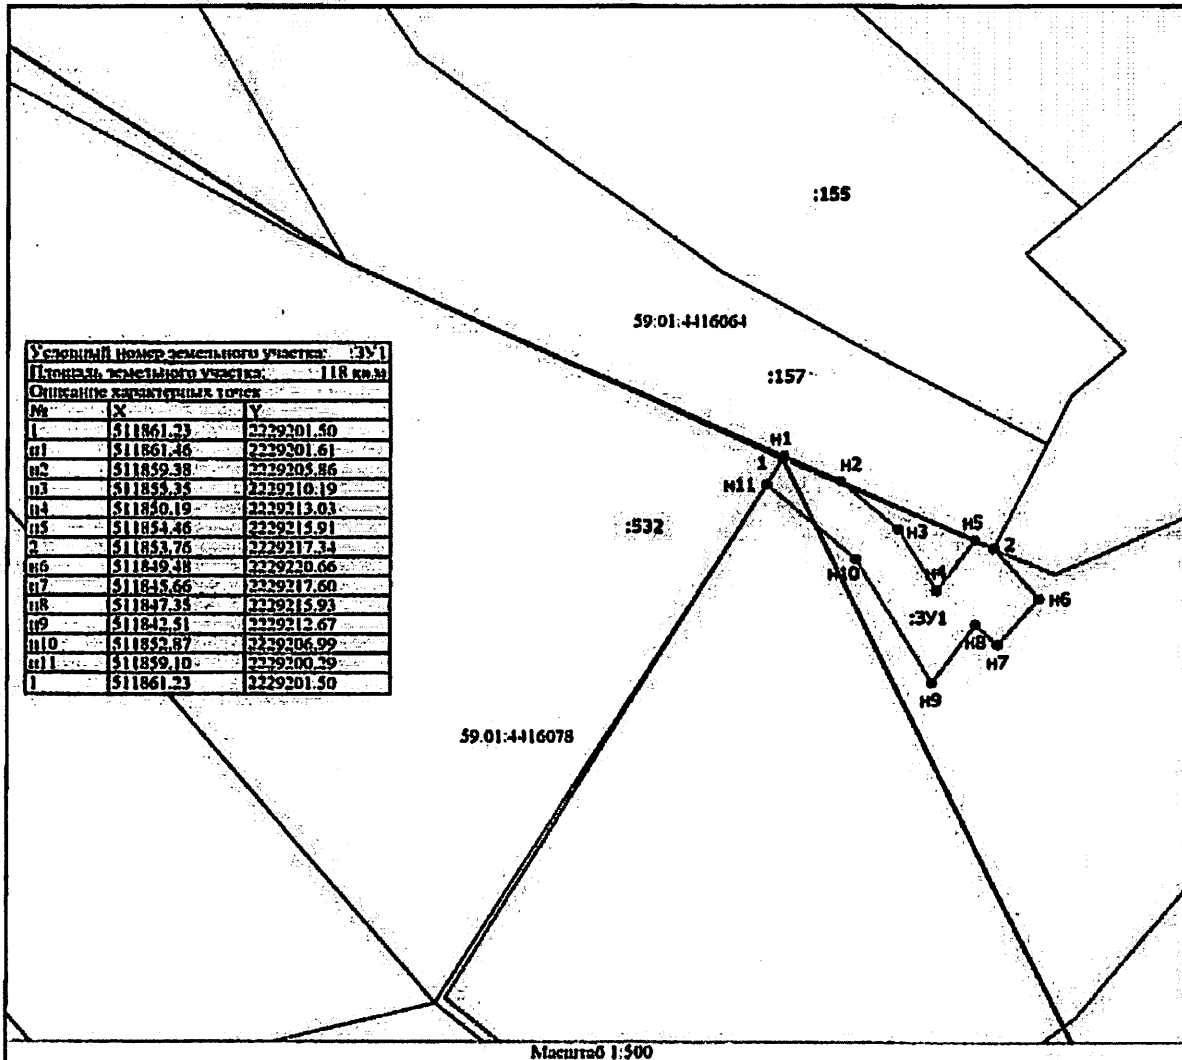 :155
59:01:4416064
:157
Условный номер земельного участка: :ЗУ1
Площадь земельного участка: 118 кв.м
Описание характерных точек
№ X Y
1 511861.23 2229201.50
н1 511861.46 2229201.61
н2 511859.38 2229205.86
н3 511855.35 2229210.19
н4 511850.19 2229213.03
н5 511854.46 2229215.91
2 511853.76 2229217.34
н6 511849.48 2229220.66
н7 511845.66 2229217.60
н8 511847.35 2229215.93
н9 511842.51 2229212.67
н10 511852.87 2229206.99
н11 511859.10 2229200.29
1 511861.23 2229201.50
н1
1
н2
н11
:532
н3
н5
2
н10
н4
н6
:ЗУ1
н8
н7
н9
59:01:4416078
Масштаб 1:500